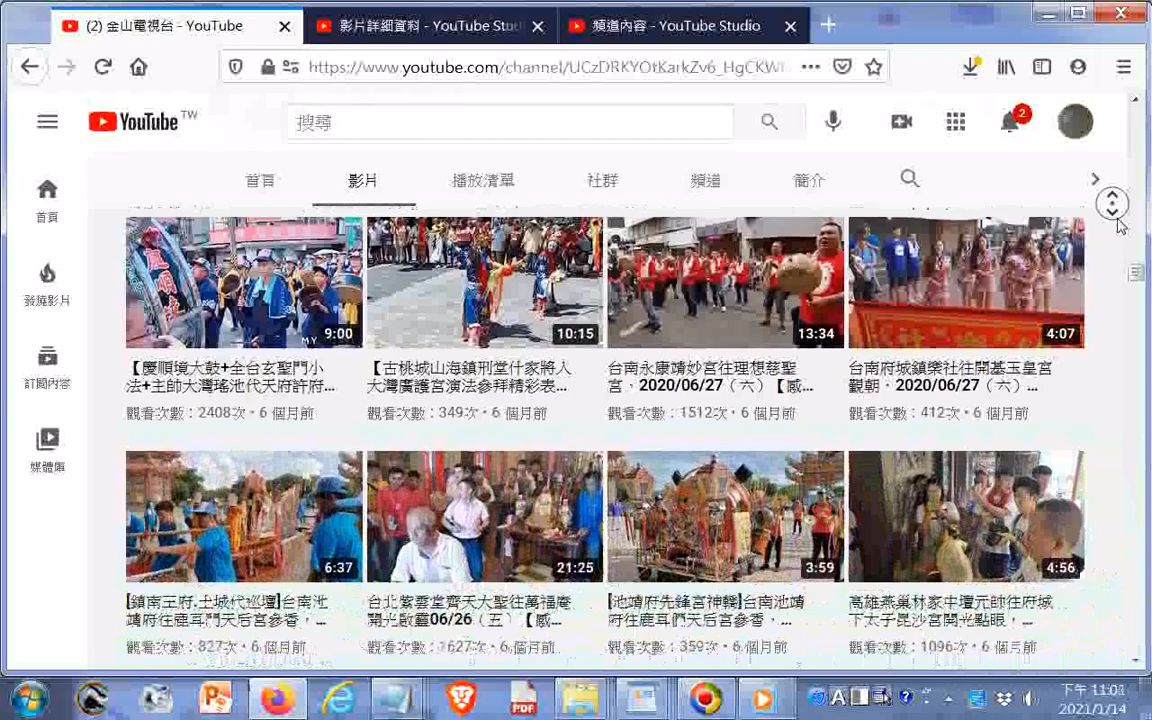 (2) 金山電視台 - YouTube
影片詳細資料 - YouTube Stu
頻道內容 - YouTube Studio
https://www.youtube.com/channel/UCzDRKYOtKarkZv6_HgCKW
YouTube TW
搜尋
2
首頁
影片
播放清單
社群
頻道
簡介
首頁
發燒影片
訂閱內容
媒體庫
9:00
10:15
13:34
4:07
【慶順境大鼓+全台玄聖門小
法+主帥大灣瑤池代天府許府...
觀看次數：2408次・6 個月前
【古桃城山海鎮刑堂什家將人
大灣廣護宮演法參拜精彩表...
觀看次數：349次・6 個月前
台南永康靖妙宮往理想慈聖
宮，2020/06/27（六）【感...
觀看次數：1512次・6 個月前
台南府城鎮樂社往開基玉皇宮
觀朝，2020/06/27（六）...
觀看次數：412次・6 個月前
6:37
21:25
3:59
4:56
[鎮南王府.土城代巡壇]台南池
靖府往鹿耳門天后宮參香，...
觀看次數：827次・6 個月前
台北紫雲堂齊天大聖往萬福庵
開光啟靈06/26（五）【感...
觀看次數：1627次・6 個月前
[池靖府先鋒宮神轎]台南池靖
府往鹿耳們天后宮參香，...
觀看次數：359次・6 個月前
高雄燕巢林家中壇元帥往府城
下太子昆沙宮開光點眼，...
觀看次數：1096次・6 個月前
下午 11:01
2021/1/14